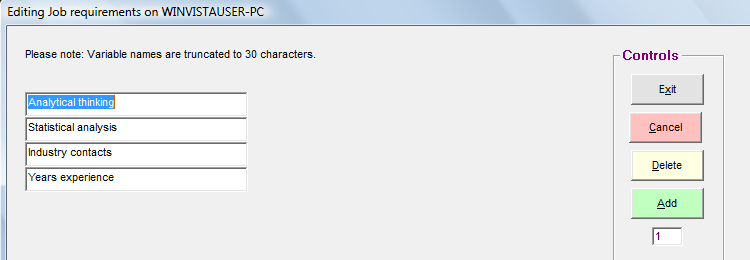 Editing Job requirements on WINVISTAUSER-PC
Please note: Variable names are truncated to 30 characters.
Controls
Analytical thinking
Exit
Statistical analysis
Cancel
Industry contacts
Delete
Years experience
Add
1